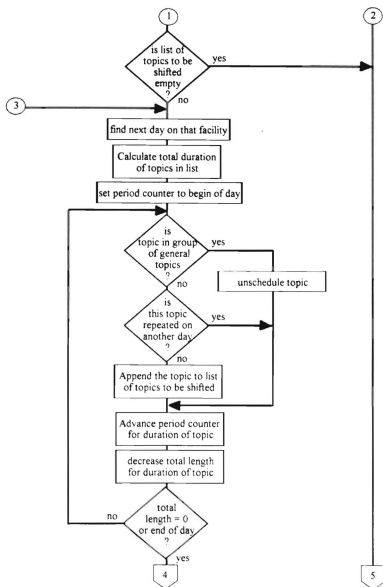 1
2
is list of
topics to be
shifted
empty
?
yes
no
3
find next day on that facility
Calculate total duration
of topics in list
set period counter to begin of day
is
topic in group
of general
topics
?
yes
unschedule topic
no
is
this topic
repeated on
another day
?
yes
no
Append the topic to list
of topics to be shifted
Advance period counter
for duration of topic
decrease total length
for duration of topic
no
total
length = 0
or end of day
?
yes
4
5